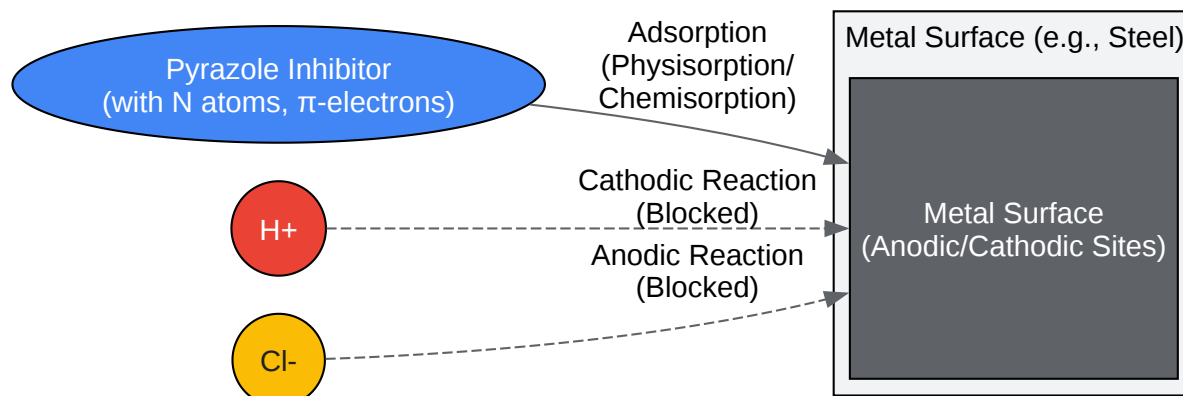 Pyrazole Inhibitor
(with N atoms, π-electrons)
Adsorption
(Physisorption/
Chemisorption)
Metal Surface (e.g., Steel)
H+
Cathodic Reaction
(Blocked)
Metal Surface
(Anodic/Cathodic Sites)
Anodic Reaction
(Blocked)
Cl-